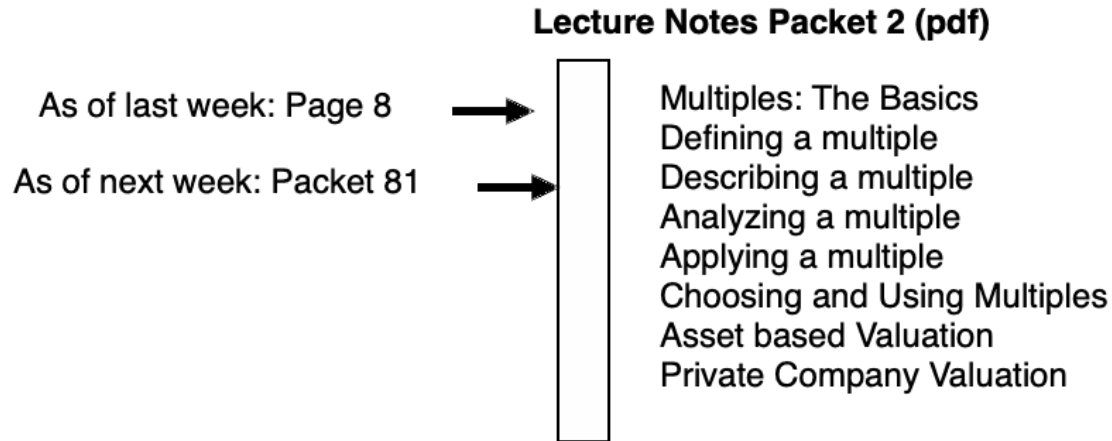 Lecture Notes Packet 2 (pdf)
As of last week: Page 8
As of next week: Packet 81
Multiples: The Basics
Defining a multiple
Describing a multiple
Analyzing a multiple
Applying a multiple
Choosing and Using Multiples
Asset based Valuation
Private Company Valuation